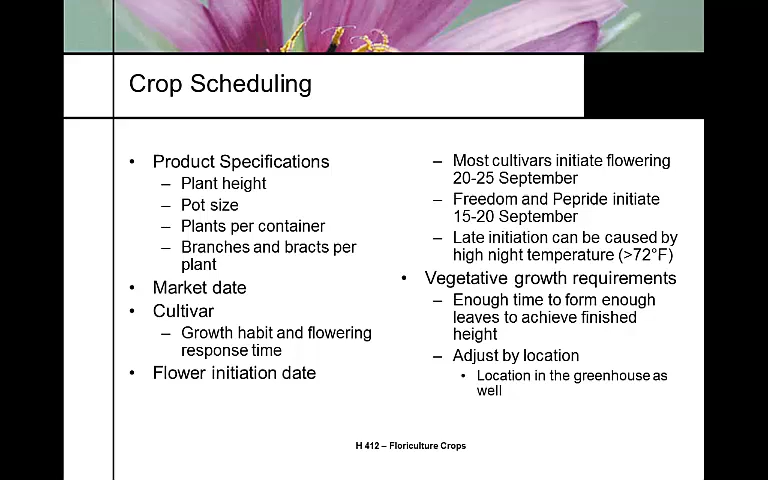 Crop Scheduling
• Product Specifications
– Plant height
– Pot size
– Plants per container
– Branches and bracts per
plant
• Market date
• Cultivar
– Growth habit and flowering
response time
• Flower initiation date
– Most cultivars initiate flowering
20-25 September
– Freedom and Pepride initiate
15-20 September
– Late initiation can be caused by
high night temperature (>72°F)
• Vegetative growth requirements
– Enough time to form enough
leaves to achieve finished
height
– Adjust by location
• Location in the greenhouse as
well
H 412 – Floriculture Crops